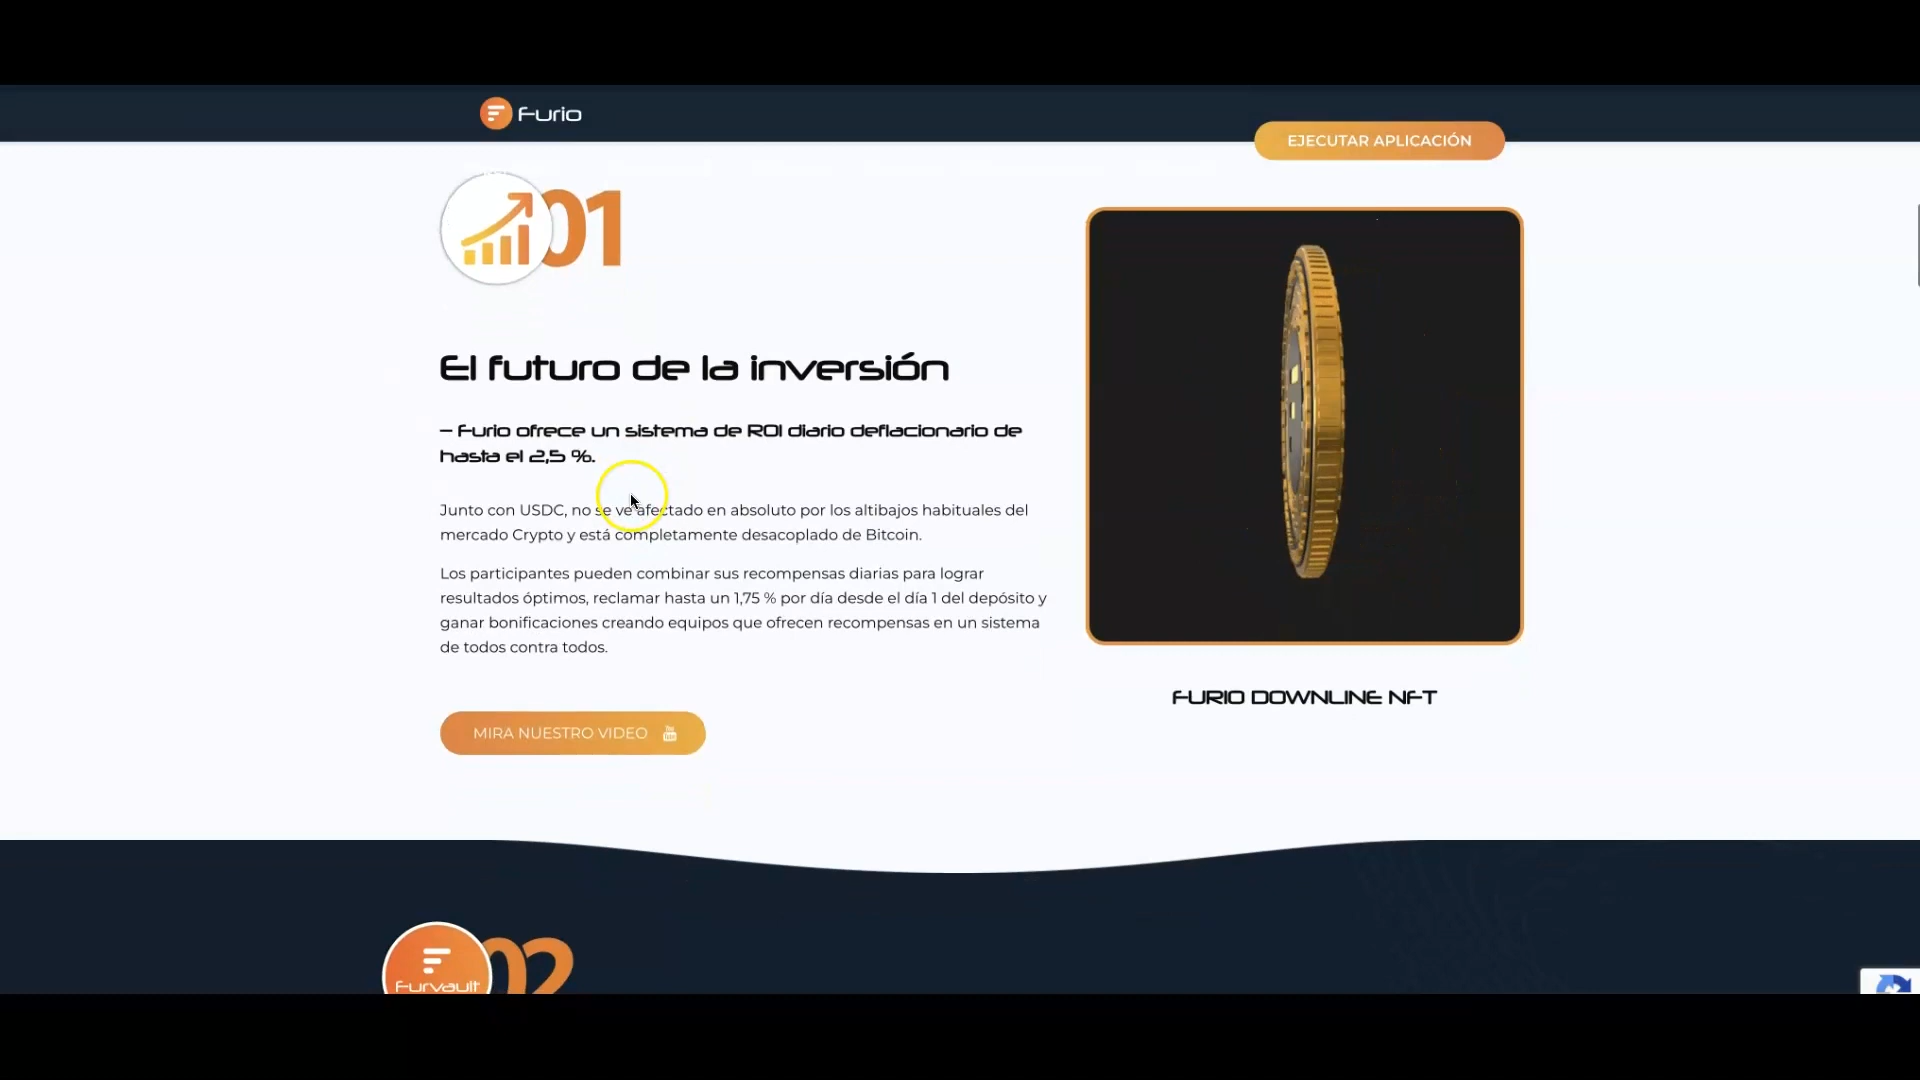 Furio
EJECUTAR APLICACIÓN
01
El futuro de la inversión
– Furio ofrece un sistema de ROI diario deflacionario de
hasta el 2,5 %.
Junto con USDC, no se ve afectado en absoluto por los altibajos habituales del
mercado Crypto y está completamente desacoplado de Bitcoin.
Los participantes pueden combinar sus recompensas diarias para lograr
resultados óptimos, reclamar hasta un 1,75 % por día desde el día 1 del depósito y
ganar bonificaciones creando equipos que ofrecen recompensas en un sistema
de todos contra todos.
MIRA NUESTRO VIDEO
FURIO DOWNLINE NFT
Furvault
02